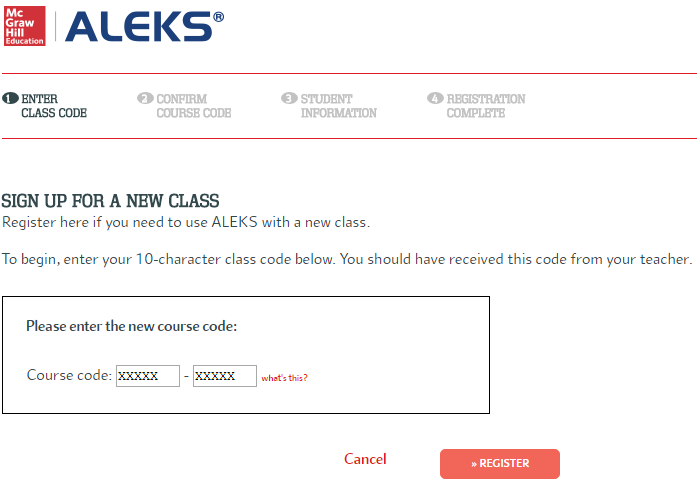 Mc
Graw
Hill
Education
ALEKS®
1 ENTER
CLASS CODE
2 CONFIRM
COURSE CODE
3 STUDENT
INFORMATION
4 REGISTRATION
COMPLETE
SIGN UP FOR A NEW CLASS
Register here if you need to use ALEKS with a new class.
To begin, enter your 10-character class code below. You should have received this code from your teacher.
Please enter the new course code:
Course code: XXXXX - XXXXX what's this?
Cancel » REGISTER